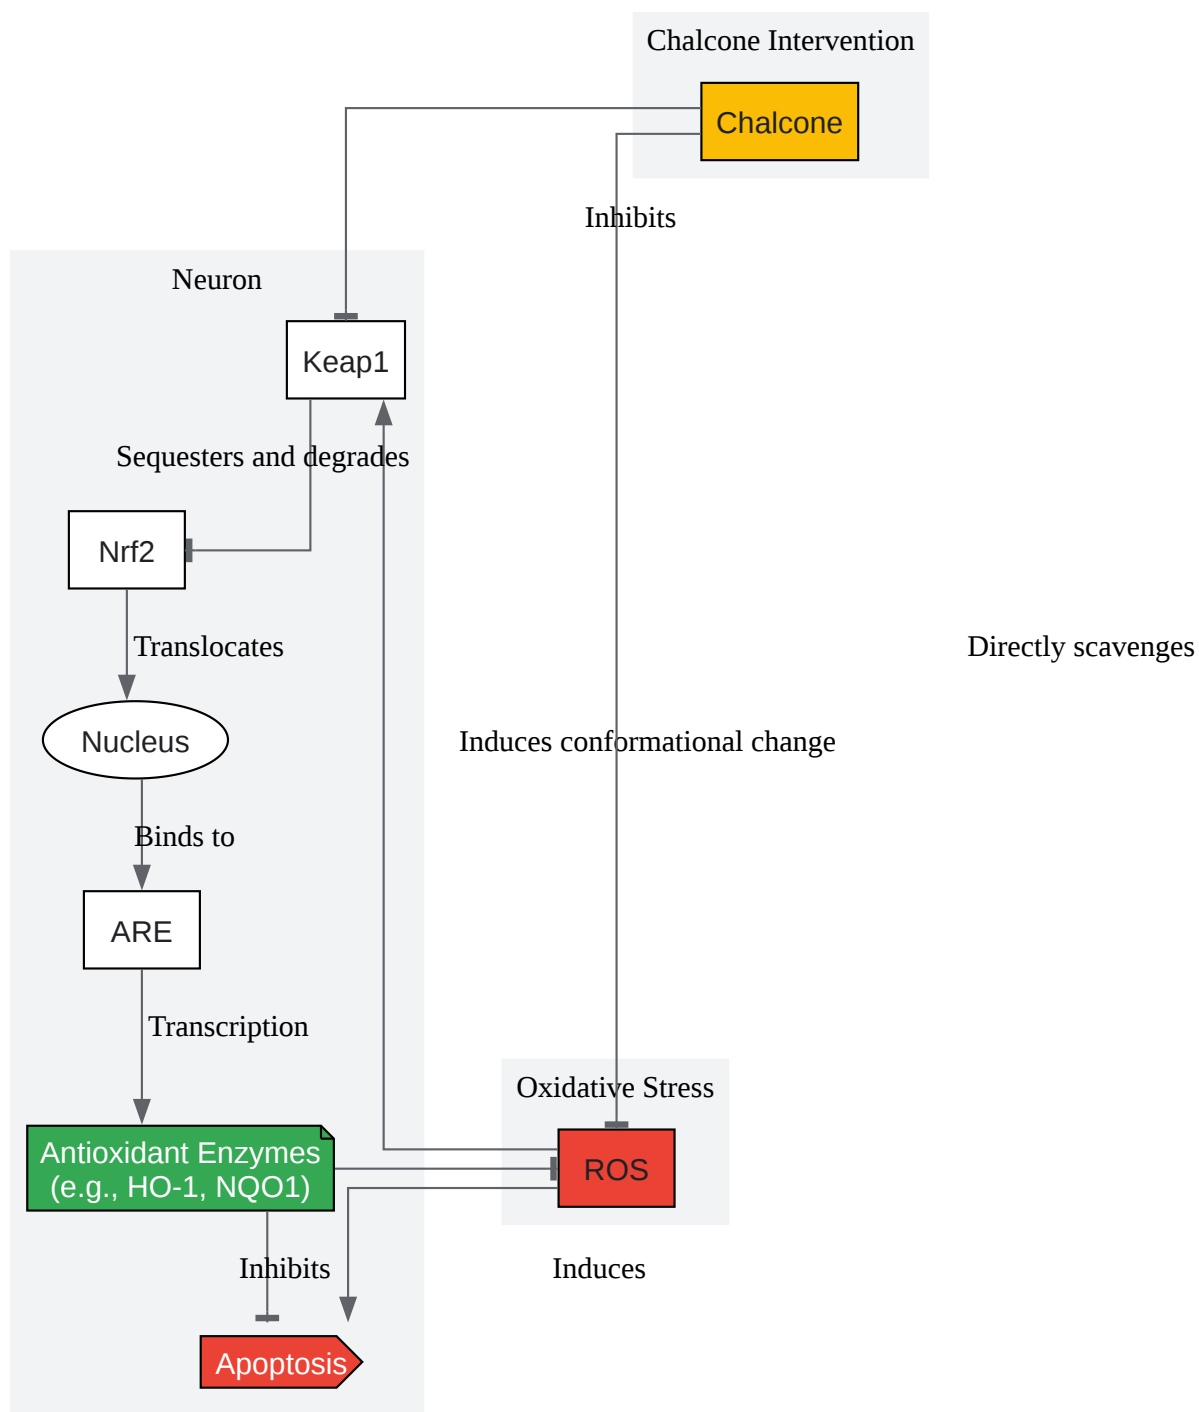 Chalcone Intervention
Chalcone
Inhibits
Neuron
Keap1
Sequesters and degrades
Nrf2
Translocates
Directly scavenges
Nucleus
Induces conformational change
Binds to
ARE
Transcription
Oxidative Stress
Antioxidant Enzymes
(e.g., HO-1, NQO1)
ROS
Inhibits
Induces
Apoptosis